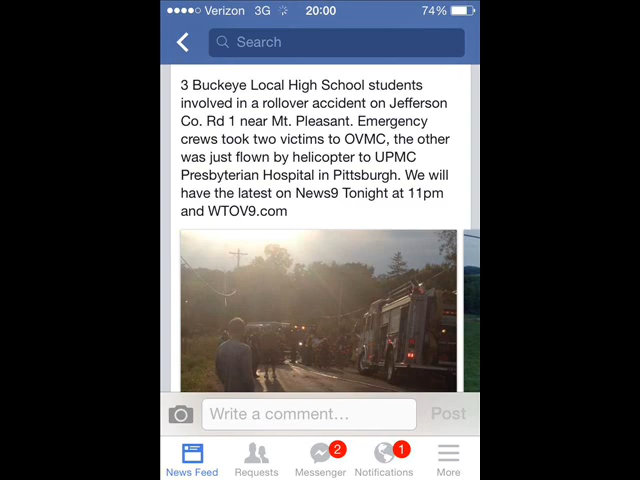 Verizon 3G 20:00 74%
Search
3 Buckeye Local High School students
involved in a rollover accident on Jefferson
Co. Rd 1 near Mt. Pleasant. Emergency
crews took two victims to OVMC, the other
was just flown by helicopter to UPMC
Presbyterian Hospital in Pittsburgh. We will
have the latest on News9 Tonight at 11pm
and WTOV9.com
Write a comment... Post
2 1
News Feed Requests Messenger Notifications More